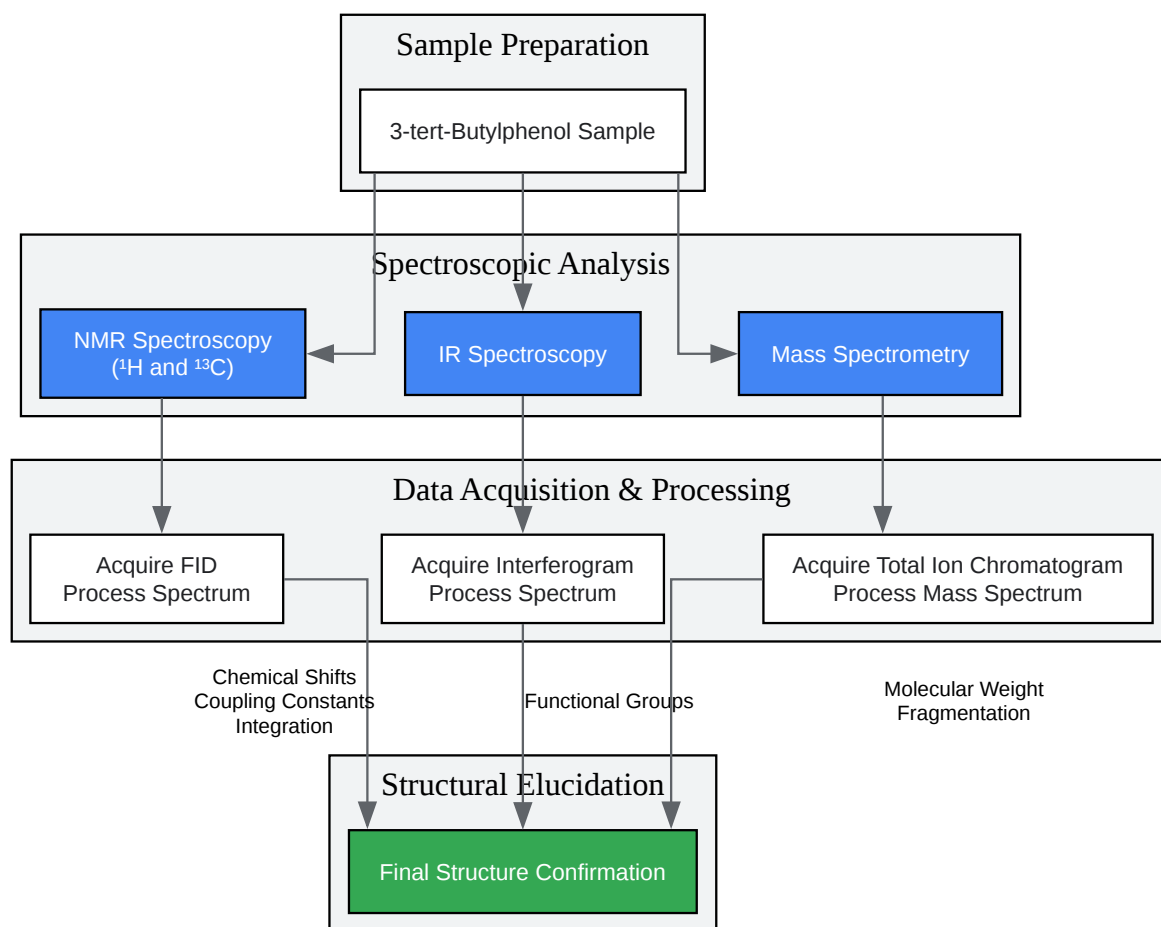 Sample Preparation
3-tert-Butylphenol Sample
Spectroscopic Analysis
NMR Spectroscopy
(¹H and ¹³C)
IR Spectroscopy
Mass Spectrometry
Data Acquisition & Processing
Acquire FID
Process Spectrum
Acquire Interferogram
Process Spectrum
Acquire Total Ion Chromatogram
Process Mass Spectrum
Chemical Shifts
Coupling Constants
Integration
Functional Groups
Molecular Weight
Fragmentation
Structural Elucidation
Final Structure Confirmation